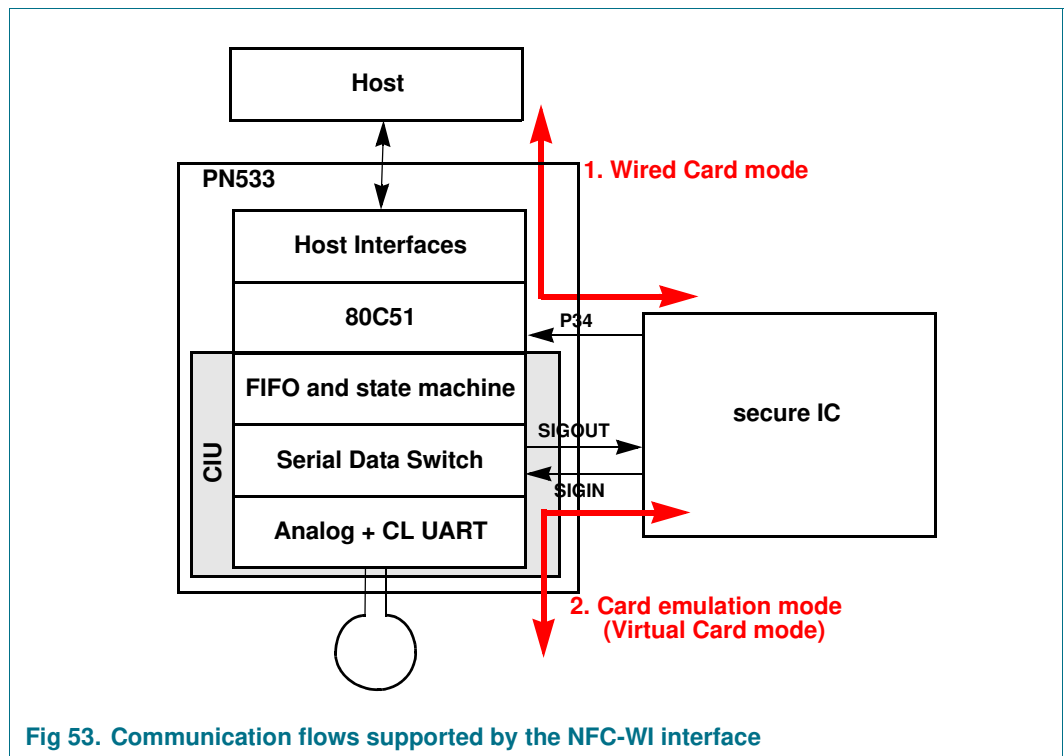 Host
1. Wired Card mode
PN533
Host Interfaces
80C51
P34
FIFO and state machine
secure IC
SIGOUT
CIU
Serial Data Switch
SIGIN
Analog + CL UART
2. Card emulation mode
(Virtual Card mode)
Fig 53. Communication flows supported by the NFC-WI interface